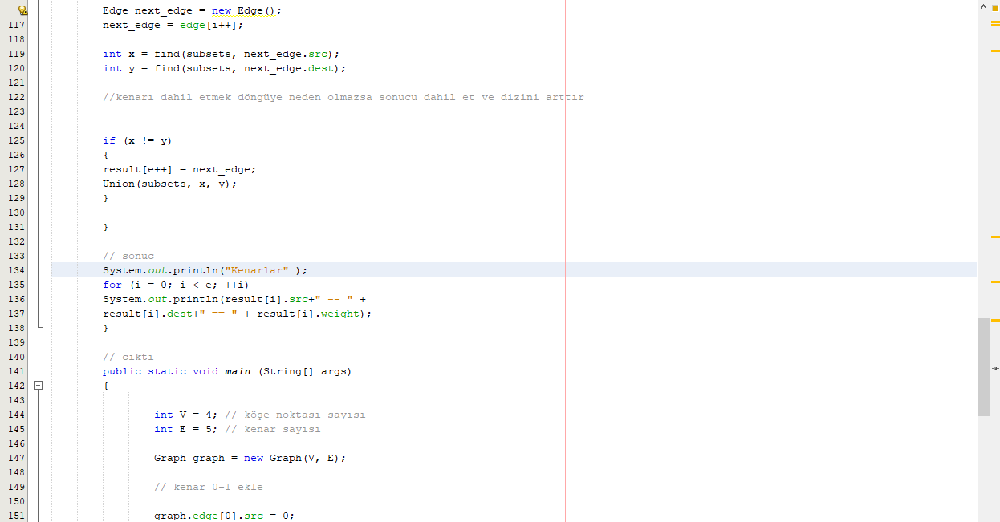 Edge next_edge = new Edge();
117 next_edge = edge[i++];
118
119 int x = find(subsets, next_edge.src);
120 int y = find(subsets, next_edge.dest);
121
122 //kenarı dahil etmek döngüye neden olmazsa sonucu dahil et ve dizini arttır
123
124
125 if (x != y)
126 {
127 result[e++] = next_edge;
128 Union(subsets, x, y);
129 }
130
131 }
132
133 // sonuc
134 System.out.println("Kenarlar" );
135 for (i = 0; i < e; ++i)
136 System.out.println(result[i].src+" -- " +
137 result[i].dest+" == " + result[i].weight);
138 }
139
140 // cıktı
141 public static void main (String[] args)
142 {
143
144 int V = 4; // köşe noktası sayısı
145 int E = 5; // kenar sayısı
146
147 Graph graph = new Graph(V, E);
148
149 // kenar 0-1 ekle
150
151 graph.edge[0].src = 0;